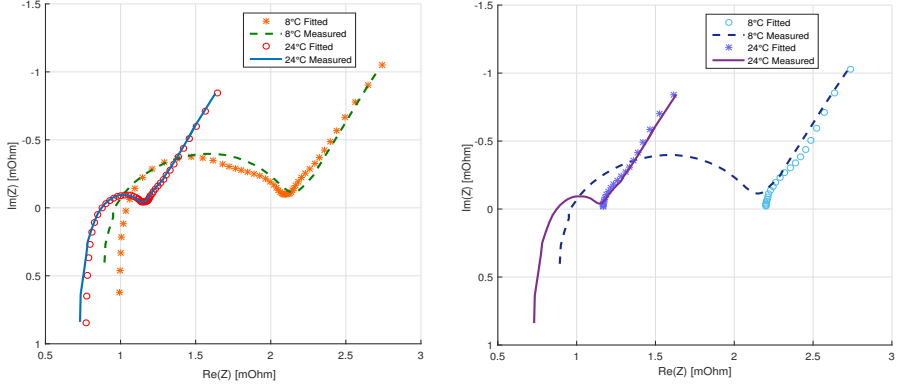 -1.5
-1
-0.5
0
0.5
1
Im(Z) [mOhm]
0.5
1
1.5
2
2.5
3
Re(Z) [mOhm]
8°C Fitted
8°C Measured
24°C Fitted
24°C Measured
-1.5
-1
-0.5
0
0.5
1
Im(Z) [mOhm]
0.5
1
1.5
2
2.5
3
Re(Z) [mOhm]
8°C Fitted
8°C Measured
24°C Fitted
24°C Measured